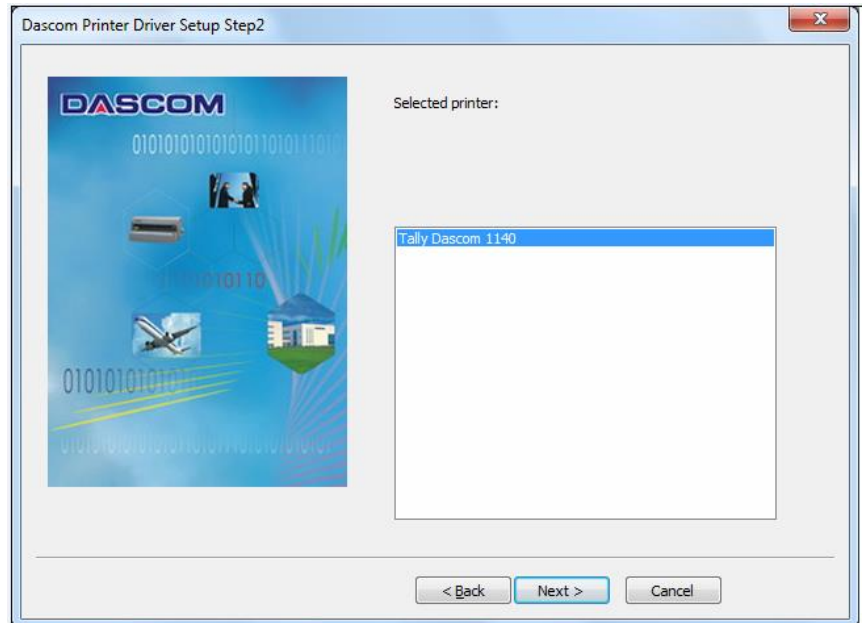 Dascom Printer Driver Setup Step2
DASCOM
Selected printer:
Tally Dascom 1140
< Back
Next >
Cancel